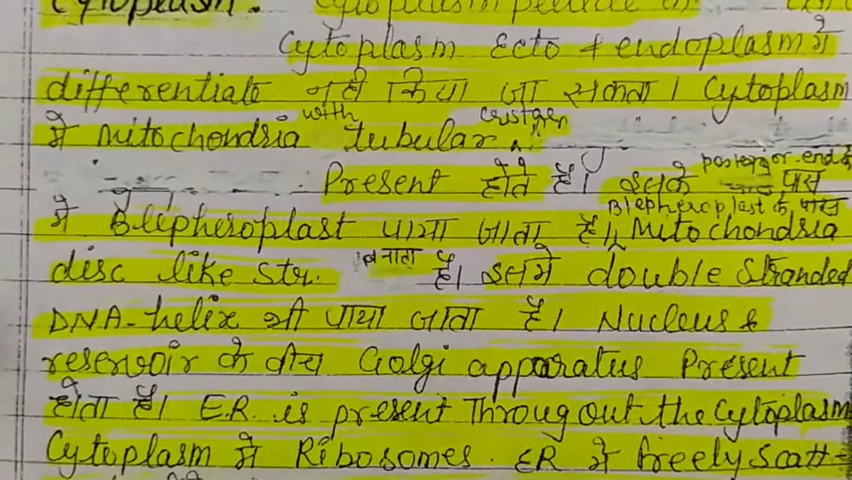 Cytoplasm.
Cytoplasm Ecto & endoplasm में
differentiate नही किया जा सकता। Cytoplasm
में Mitochondria with tubular cristae
Present होते हैं। इसके posterior end के पास
में Blepheroplast पाया जाता है। Blepheroplast के पास Mitochondria
disc like str. बनाता है। इसमे double stranded
DNA-helix भी पाया जाता है। Nucleus &
reservoir के बीच Golgi apparatus Present
होता है। E.R. is present Througout the Cytoplasm
Cytoplasm मे Ribosomes. ER मे freely scatt-